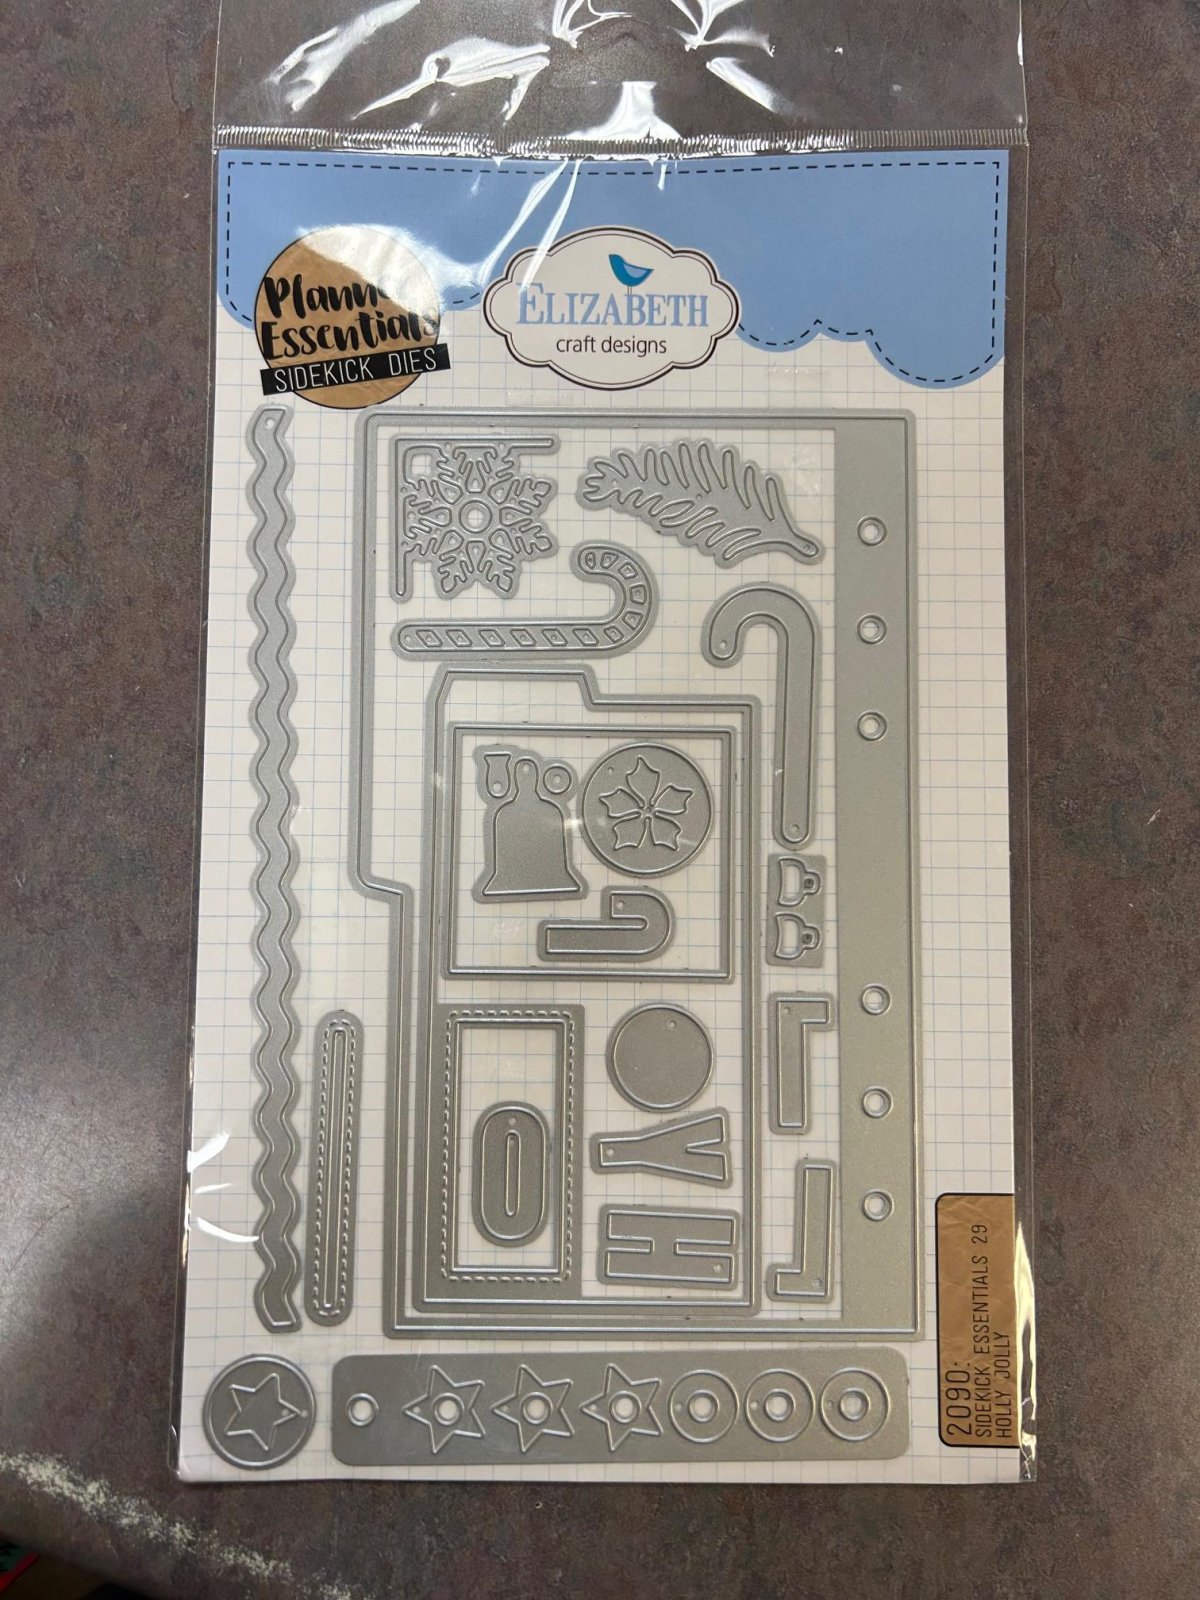 Planner
Essentials
SIDEKICK DIES
ELIZABETH
craft designs
O
Y
H
L
J
2090:
SIDEKICK ESSENTIALS 29
HOLLY JOLLY